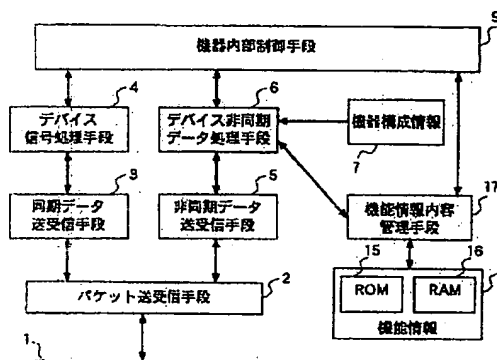 9
機器内部制御手段
4
6
デバイス
信号処理手段
デバイス非同期
データ処理手段
機器構成情報
7
3
5
17
同期データ
送受信手段
非同期データ
送受信手段
機能情報内容
管理手段
2
15
16
パケット送受信手段
ROM
RAM
機能情報
1